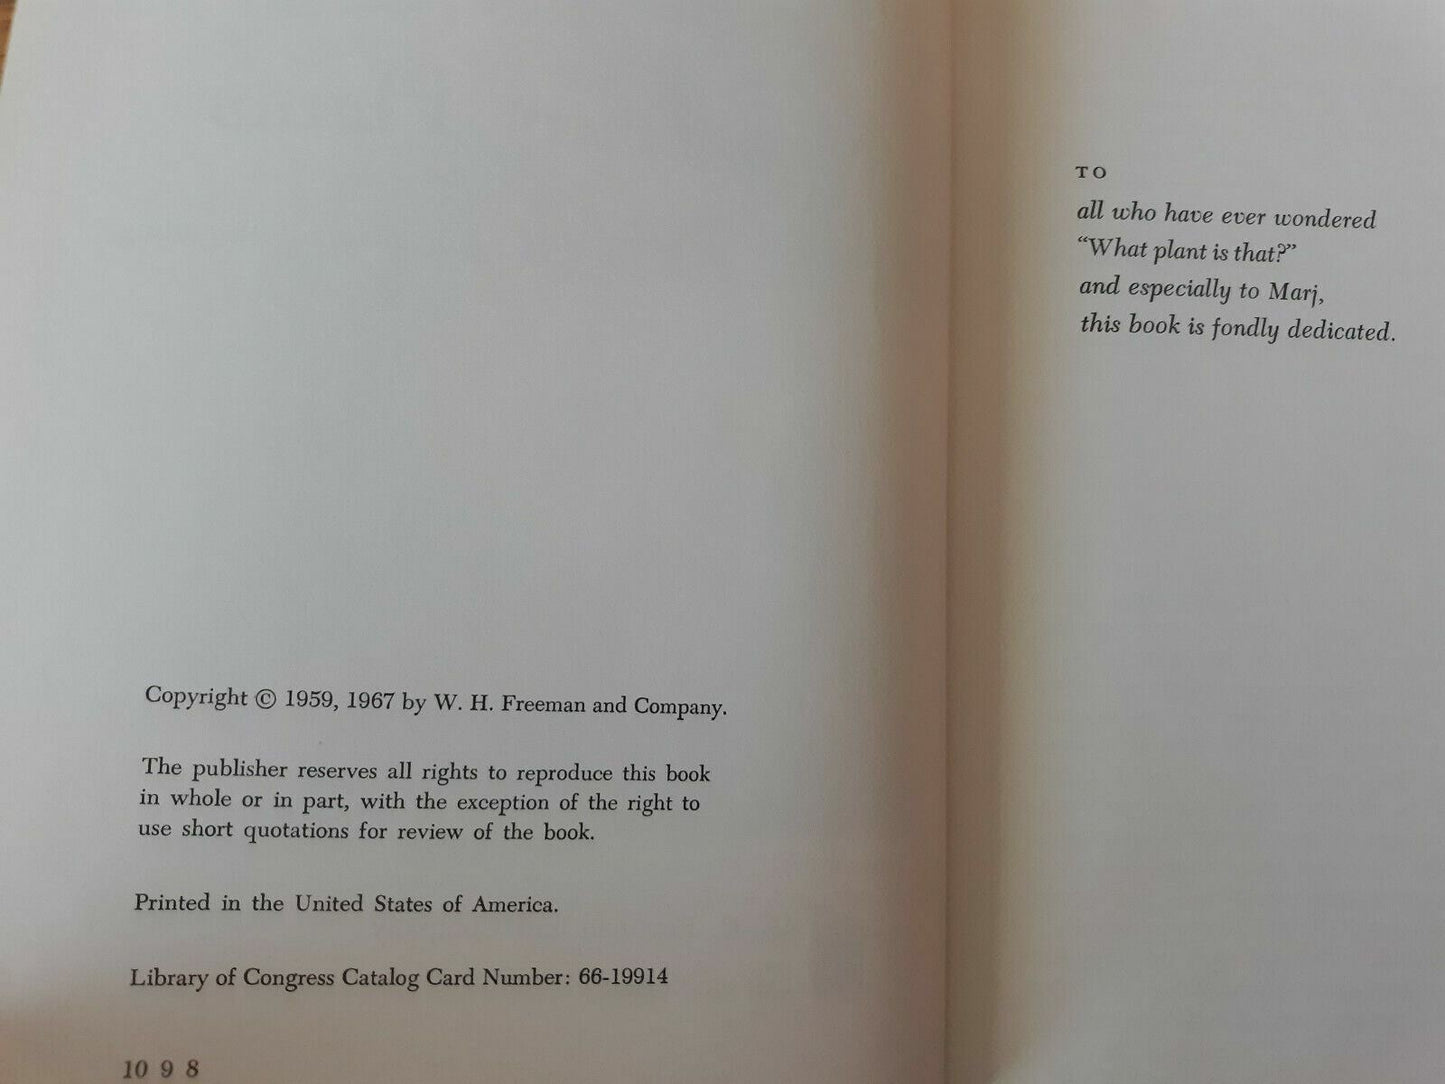 Copyright © 1959, 1967 by W. H. Freeman and Company.
The publisher reserves all rights to reproduce this book
in whole or in part, with the exception of the right to
use short quotations for review of the book.
Printed in the United States of America.
Library of Congress Catalog Card Number: 66-19914
10 9 8
TO
all who have ever wondered
“What plant is that?”
and especially to Marj,
this book is fondly dedicated.